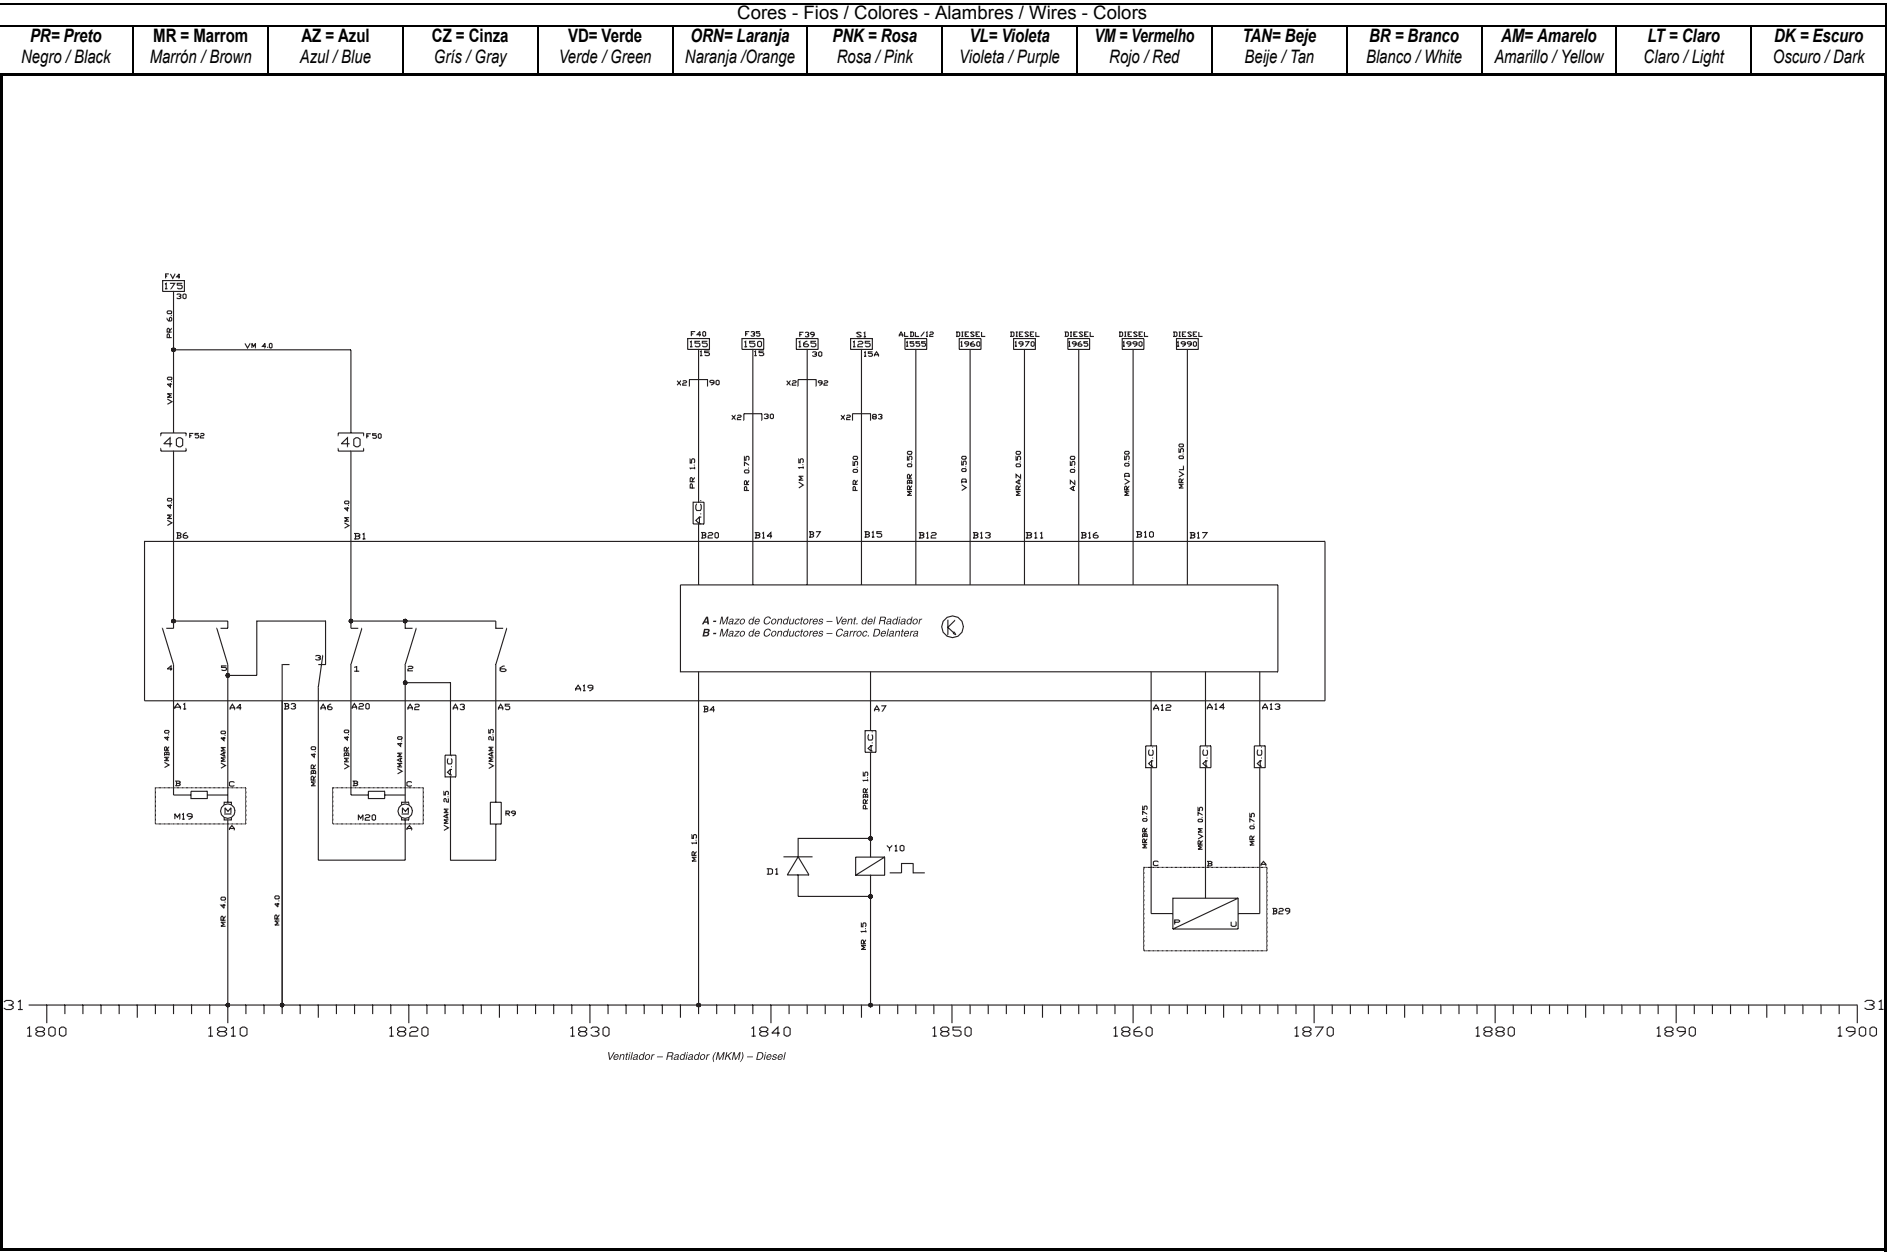 Cores - Fios / Colores - Alambres / Wires - Colors
PR= Preto
Negro / Black
MR = Marrom
Marrón / Brown
AZ = Azul
Azul / Blue
CZ = Cinza
Grís / Gray
VD= Verde
Verde / Green
ORN= Laranja
Naranja /Orange
PNK = Rosa
Rosa / Pink
VL= Violeta
Violeta / Purple
VM = Vermelho
Rojo / Red
TAN= Beje
Beije / Tan
BR = Branco
Blanco / White
AM= Amarelo
Amarillo / Yellow
LT = Claro
Claro / Light
DK = Escuro
Oscuro / Dark
FV4
175
30
PR 6.0
VM 4.0
VM 4.0
40 F52
40 F50
VM 4.0
VM 4.0
F40 F35 F39 S1 ALDL/12 DIESEL DIESEL DIESEL DIESEL DIESEL
155 150 165 125 1555 1960 1970 1965 1990 1990
15 15 30 15A
X2 90 X2 92
X2 30 X2 83
PR 1.5 PR 0.75 VM 1.5 PR 0.50 MRBR 0.50 VD 0.50 MRAZ 0.50 AZ 0.50 MRVD 0.50 MRVL 0.50
A.C.
B6 B1 B20 B14 B7 B15 B12 B13 B11 B16 B10 B17
A - Mazo de Conductores – Vent. del Radiador
B - Mazo de Conductores – Carroc. Delantera
K
4 5 3 1 2 6
A19
A1 A4 B3 A6 A20 A2 A3 A5 B4 A7 A12 A14 A13
VMBR 4.0 VMAM 4.0 MRBR 4.0 VMBR 4.0 VMAM 4.0 A.C VMAM 2.5
A.C A.C A.C A.C
B C B C
M19 M M20 M VMAM 2.5 R9
A A
PRBR 1.5 MRBR 0.75 MRVM 0.75 MR 0.75
MR 1.5
D1 Y10
C B A
P U B29
MR 4.0 MR 4.0 MR 1.5
31 31
1800 1810 1820 1830 1840 1850 1860 1870 1880 1890 1900
Ventilador – Radiador (MKM) – Diesel